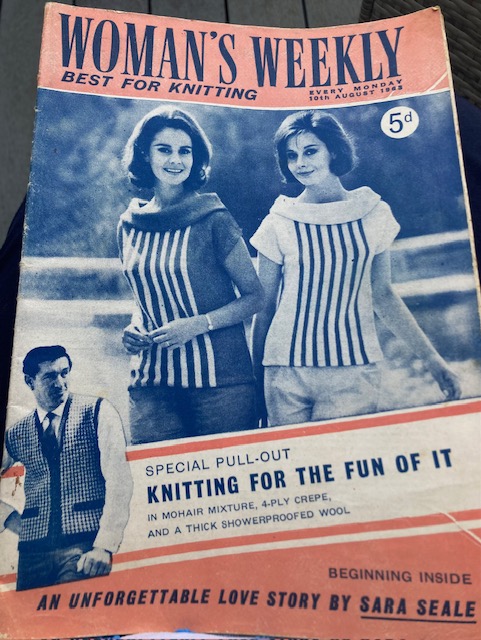 WOMAN'S WEEKLY
BEST FOR KNITTING
EVERY MONDAY
10th AUGUST 1963
5d
SPECIAL PULL-OUT
KNITTING FOR THE FUN OF IT
IN MOHAIR MIXTURE, 4-PLY CREPE,
AND A THICK SHOWERPROOFED WOOL
BEGINNING INSIDE
AN UNFORGETTABLE LOVE STORY BY SARA SEALE